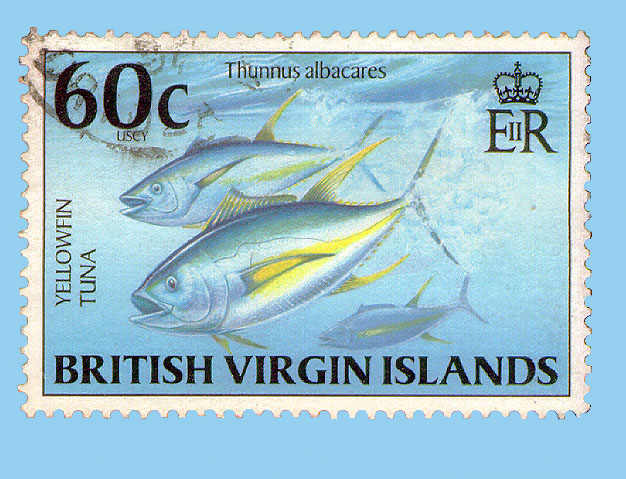 60c
USCY
Thunnus albacares
EIIR
YELLOWFIN
TUNA
BRITISH VIRGIN ISLANDS